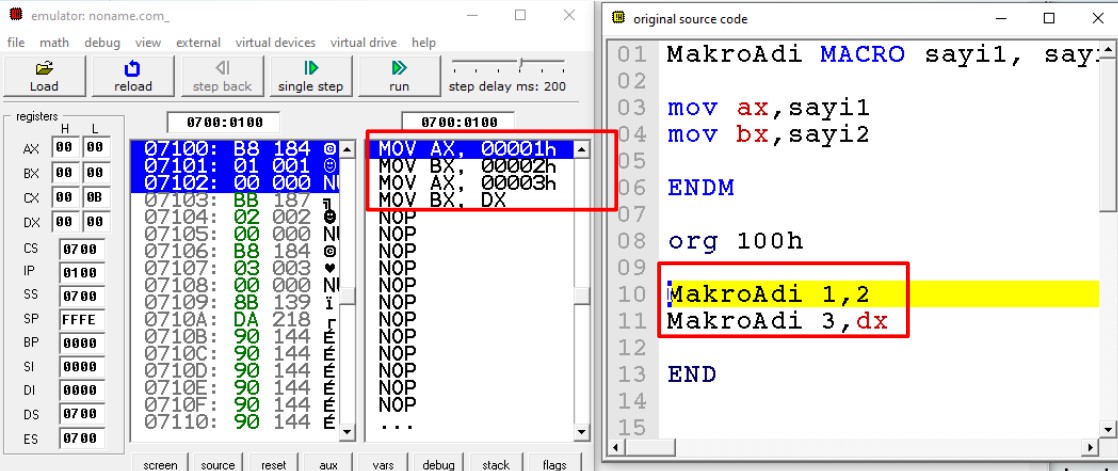 emulator: noname.com_
file math debug view external virtual devices virtual drive help
Load reload step back single step run step delay ms: 200
registers
H L
AX 00 00
BX 00 00
CX 00 0B
DX 00 00
CS 0700
IP 0100
SS 0700
SP FFFE
BP 0000
SI 0000
DI 0000
DS 0700
ES 0700
0700:0100
07100: B8 184
07101: 01 001 ☺
07102: 00 000 NU
07103: BB 187 ╗
07104: 02 002 ☻
07105: 00 000 NU
07106: B8 184
07107: 03 003 ♥
07108: 00 000 NU
07109: 8B 139 ï
0710A: DA 218 ┌
0710B: 90 144 É
0710C: 90 144 É
0710D: 90 144 É
0710E: 90 144 É
0710F: 90 144 É
07110: 90 144 É
0700:0100
MOV AX, 00001h
MOV BX, 00002h
MOV AX, 00003h
MOV BX, DX
NOP
NOP
NOP
NOP
NOP
NOP
NOP
NOP
NOP
NOP
NOP
NOP
...
screen source reset aux vars debug stack flags
original source code
01 MakroAdi MACRO sayi1, say
02
03 mov ax,sayi1
04 mov bx,sayi2
05
06 ENDM
07
08 org 100h
09
10 MakroAdi 1,2
11 MakroAdi 3,dx
12
13 END
14
15